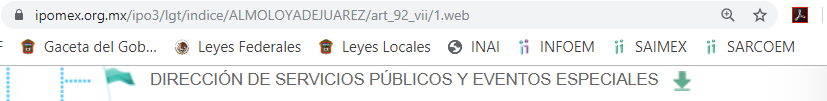 ipomex.org.mx/ipo3/lgt/indice/ALMOLOYADEJUAREZ/art_92_vii/1.web
Gaceta del Gob... Leyes Federales Leyes Locales INAI INFOEM SAIMEX SARCOEM
DIRECCIÓN DE SERVICIOS PÚBLICOS Y EVENTOS ESPECIALES